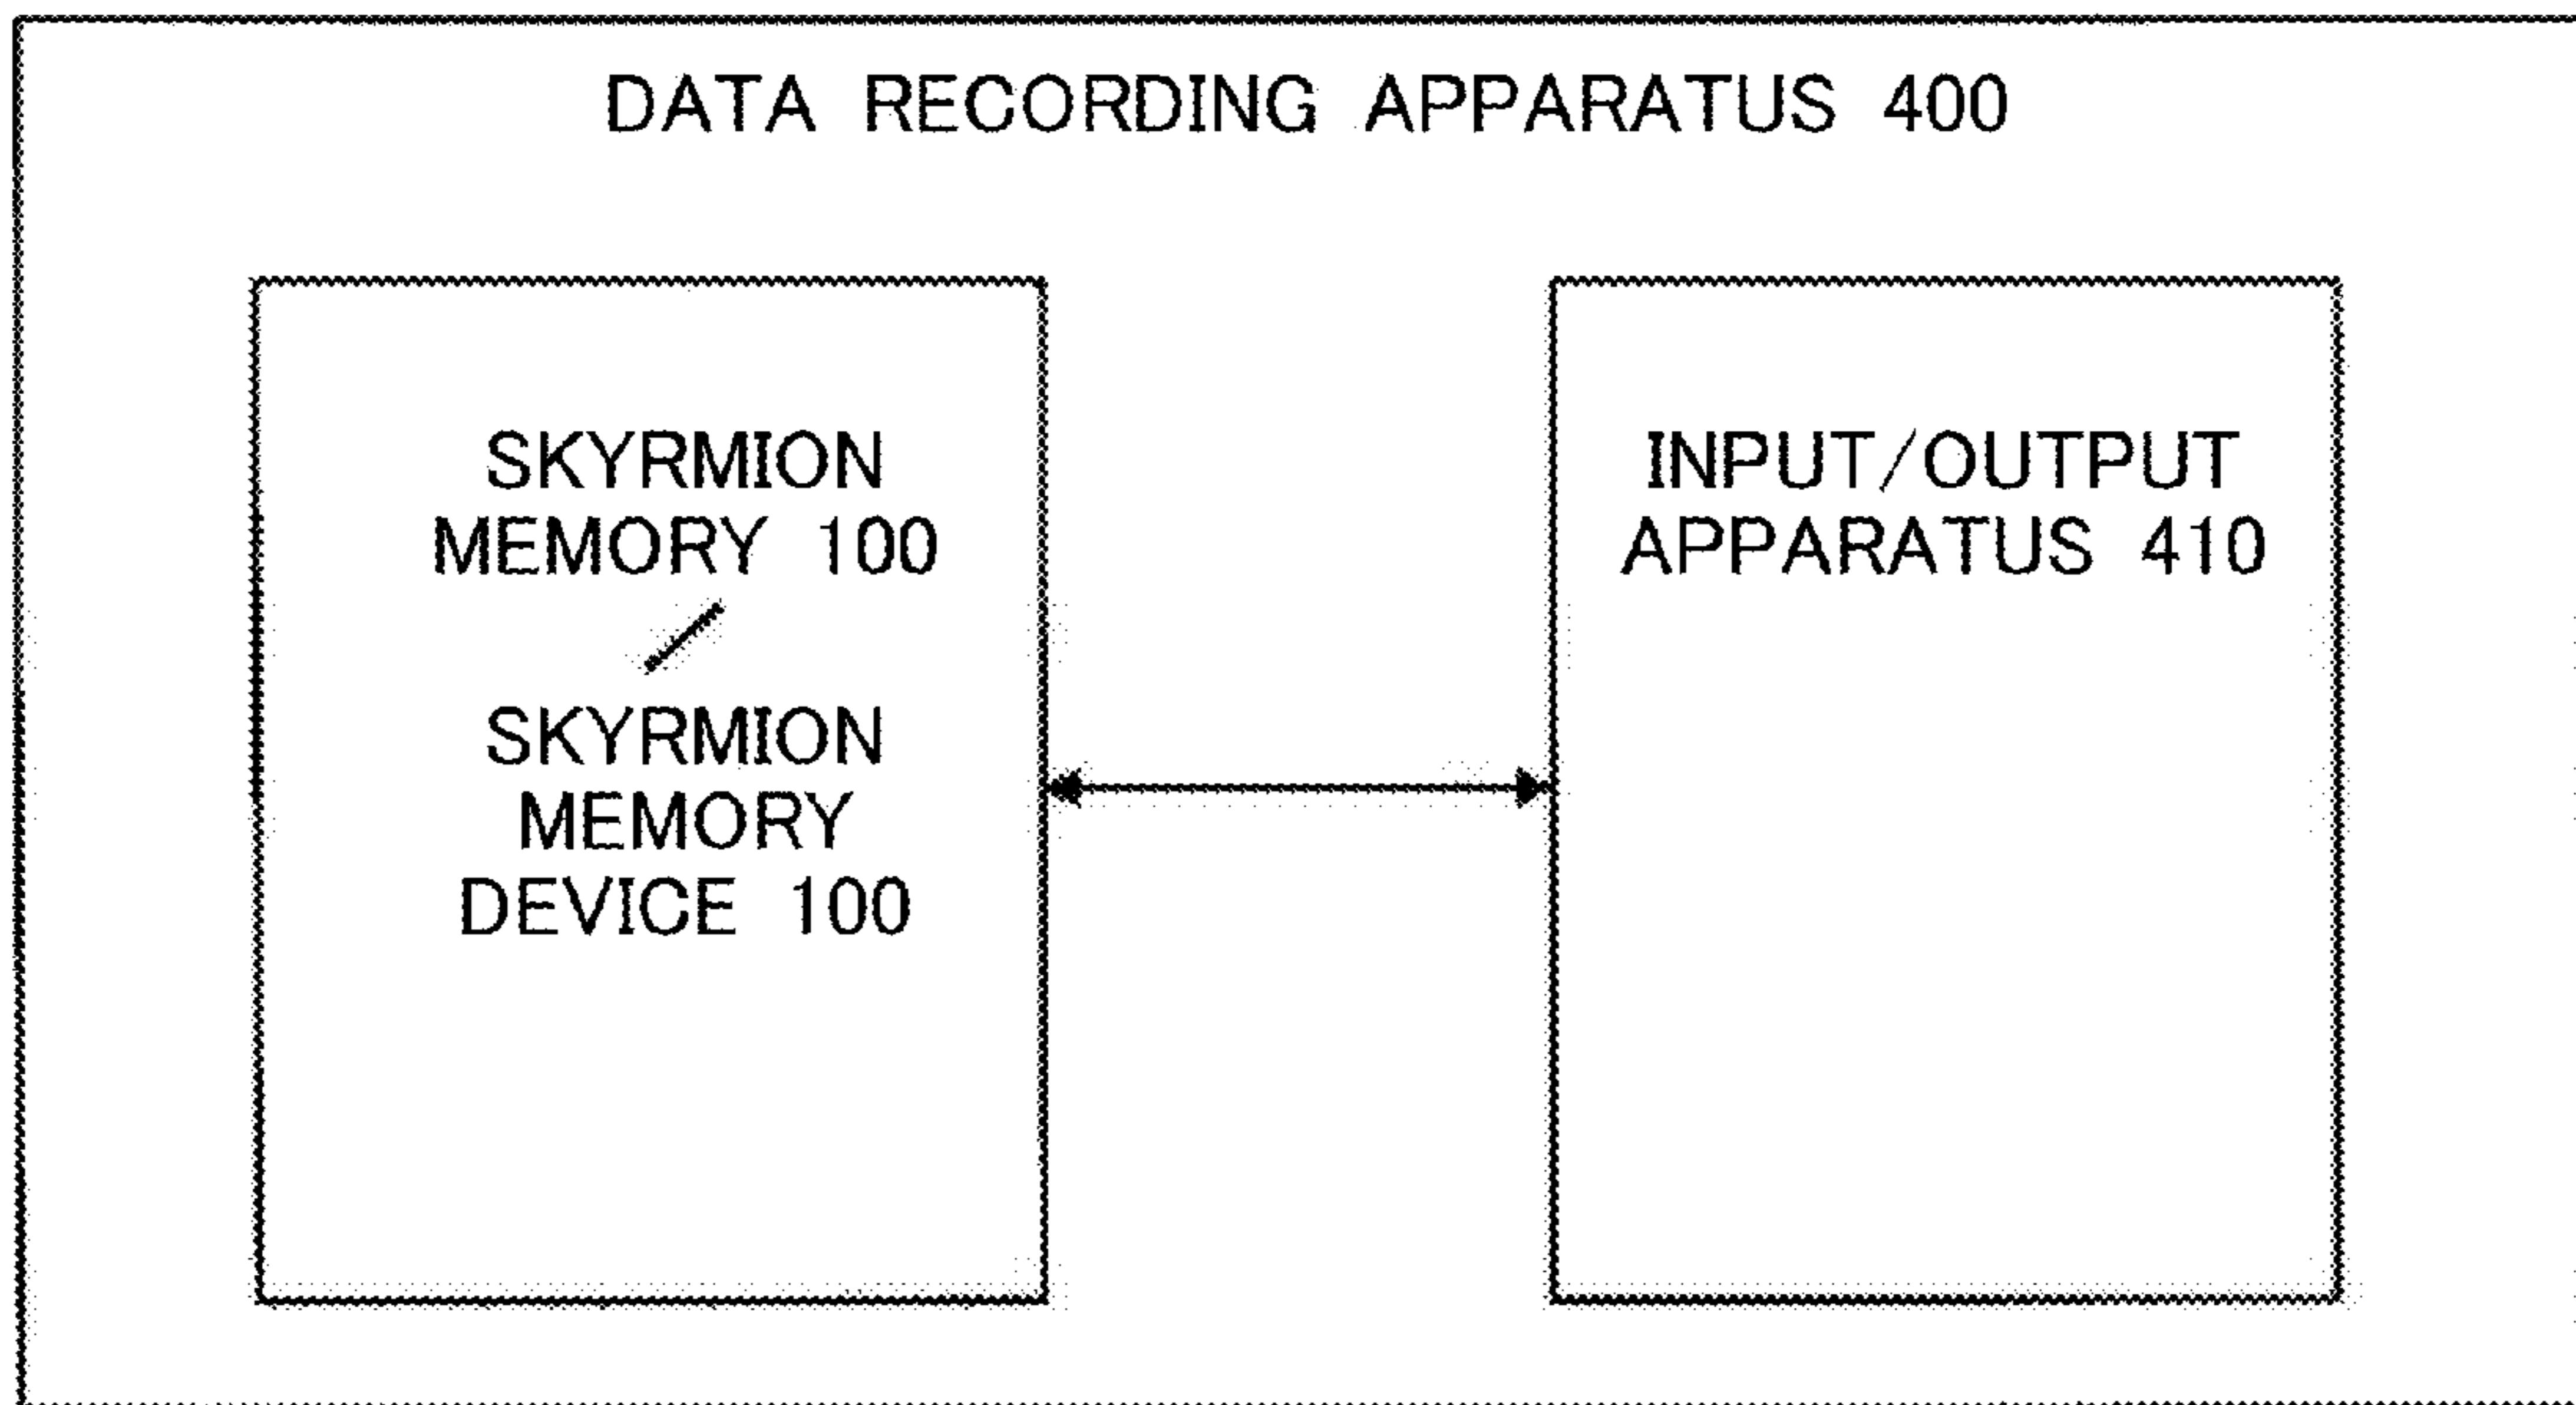 DATA RECORDING APPARATUS 400
SKYRMION
MEMORY 100
/
SKYRMION
MEMORY
DEVICE 100
INPUT/OUTPUT
APPARATUS 410